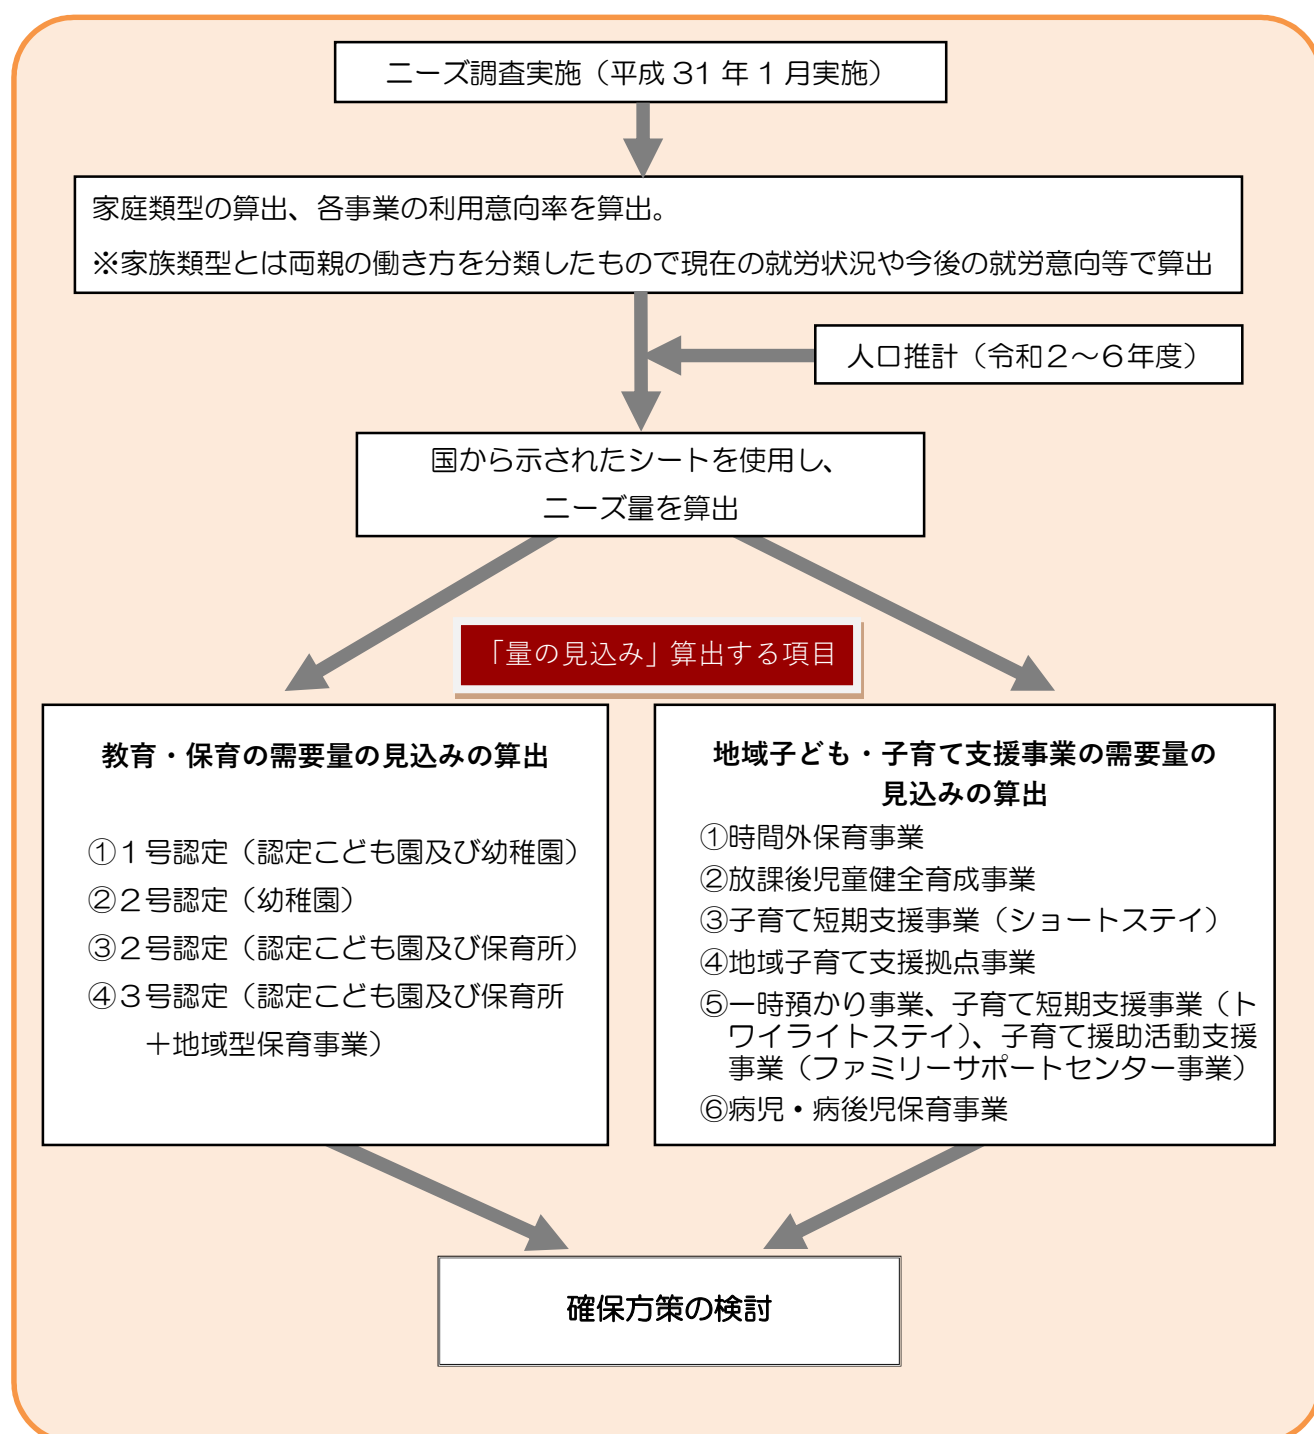 ニーズ調査実施（平成 31 年 1 月実施）
家庭類型の算出、各事業の利用意向率を算出。
※家族類型とは両親の働き方を分類したもので現在の就労状況や今後の就労意向等で算出
人口推計（令和２～６年度）
国から示されたシートを使用し、
ニーズ量を算出
「量の見込み」算出する項目
教育・保育の需要量の見込みの算出
①１号認定（認定こども園及び幼稚園）
②２号認定（幼稚園）
③２号認定（認定こども園及び保育所）
④３号認定（認定こども園及び保育所
＋地域型保育事業）
地域子ども・子育て支援事業の需要量の
見込みの算出
①時間外保育事業
②放課後児童健全育成事業
③子育て短期支援事業（ショートステイ）
④地域子育て支援拠点事業
⑤一時預かり事業、子育て短期支援事業（ト
ワイライトステイ）、子育て援助活動支援
事業（ファミリーサポートセンター事業）
⑥病児・病後児保育事業
確保方策の検討